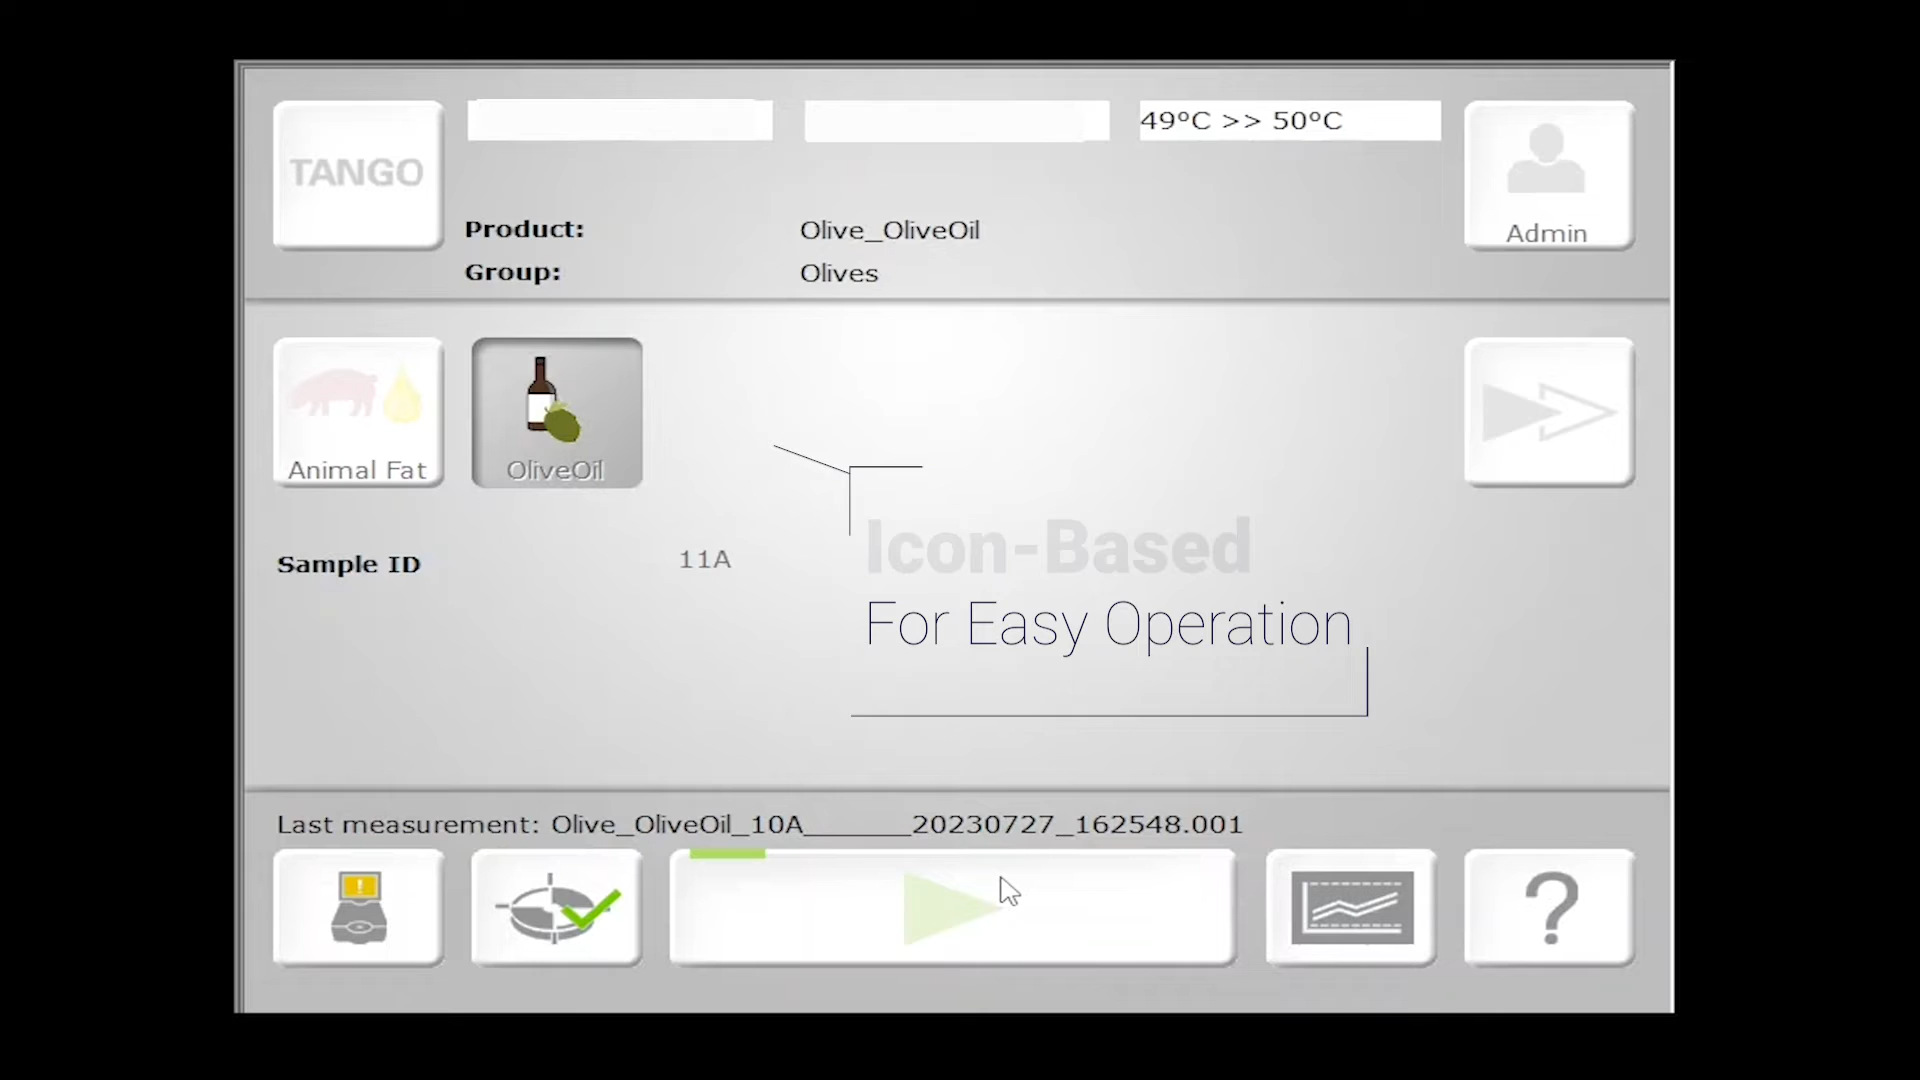 TANGO
49°C >> 50°C
Admin
Product: Olive_OliveOil
Group: Olives
Animal Fat
OliveOil
Sample ID 11A
Icon-Based
For Easy Operation
Last measurement: Olive_OliveOil_10A_______20230727_162548.001
!
?